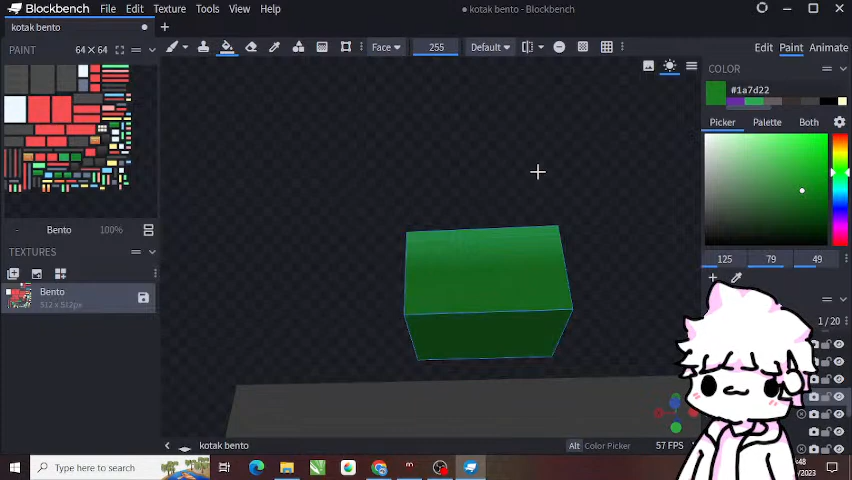 Blockbench File Edit Texture Tools View Help • kotak bento - Blockbench
kotak bento
PAINT 64×64 Face 255 Default Edit Paint Animate
COLOR
#1a7d22
Picker Palette Both
Bento 100%
TEXTURES
Bento
512 x 512px
125 79 49
1 / 20
kotak bento Alt Color Picker 57 FPS
Type here to search